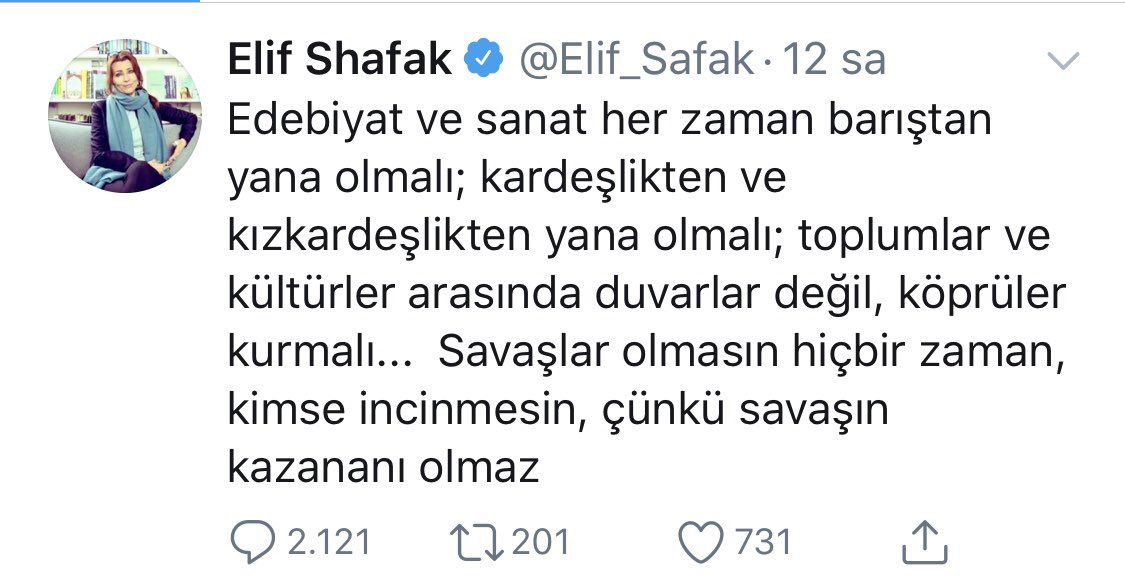 Elif Shafak @Elif_Safak · 12 sa
Edebiyat ve sanat her zaman barıştan
yana olmalı; kardeşlikten ve
kızkardeşlikten yana olmalı; toplumlar ve
kültürler arasında duvarlar değil, köprüler
kurmalı...  Savaşlar olmasın hiçbir zaman,
kimse incinmesin, çünkü savaşın
kazananı olmaz
2.121 201 731